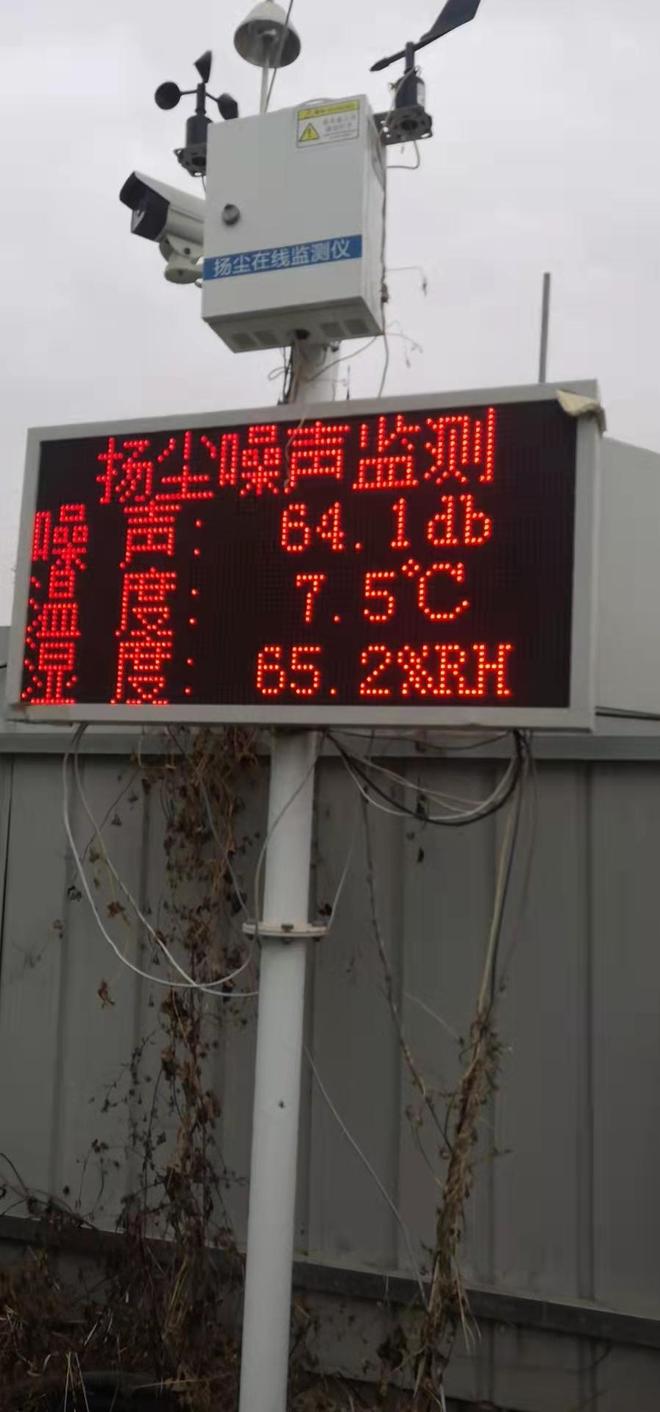 扬尘在线监测仪
扬尘噪声监测
噪 声: 64.1db
温 度: 7.5℃
湿 度: 65.2%RH